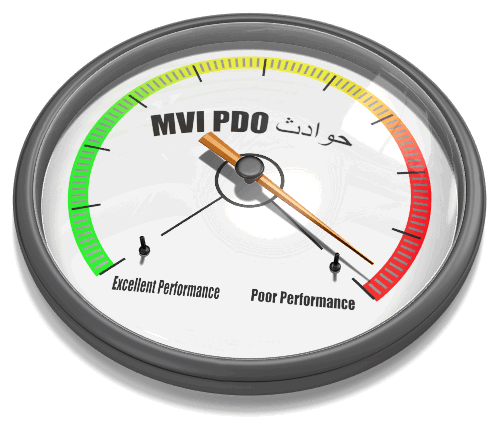 MVI PDO حوادث
Excellent Performance
Poor Performance